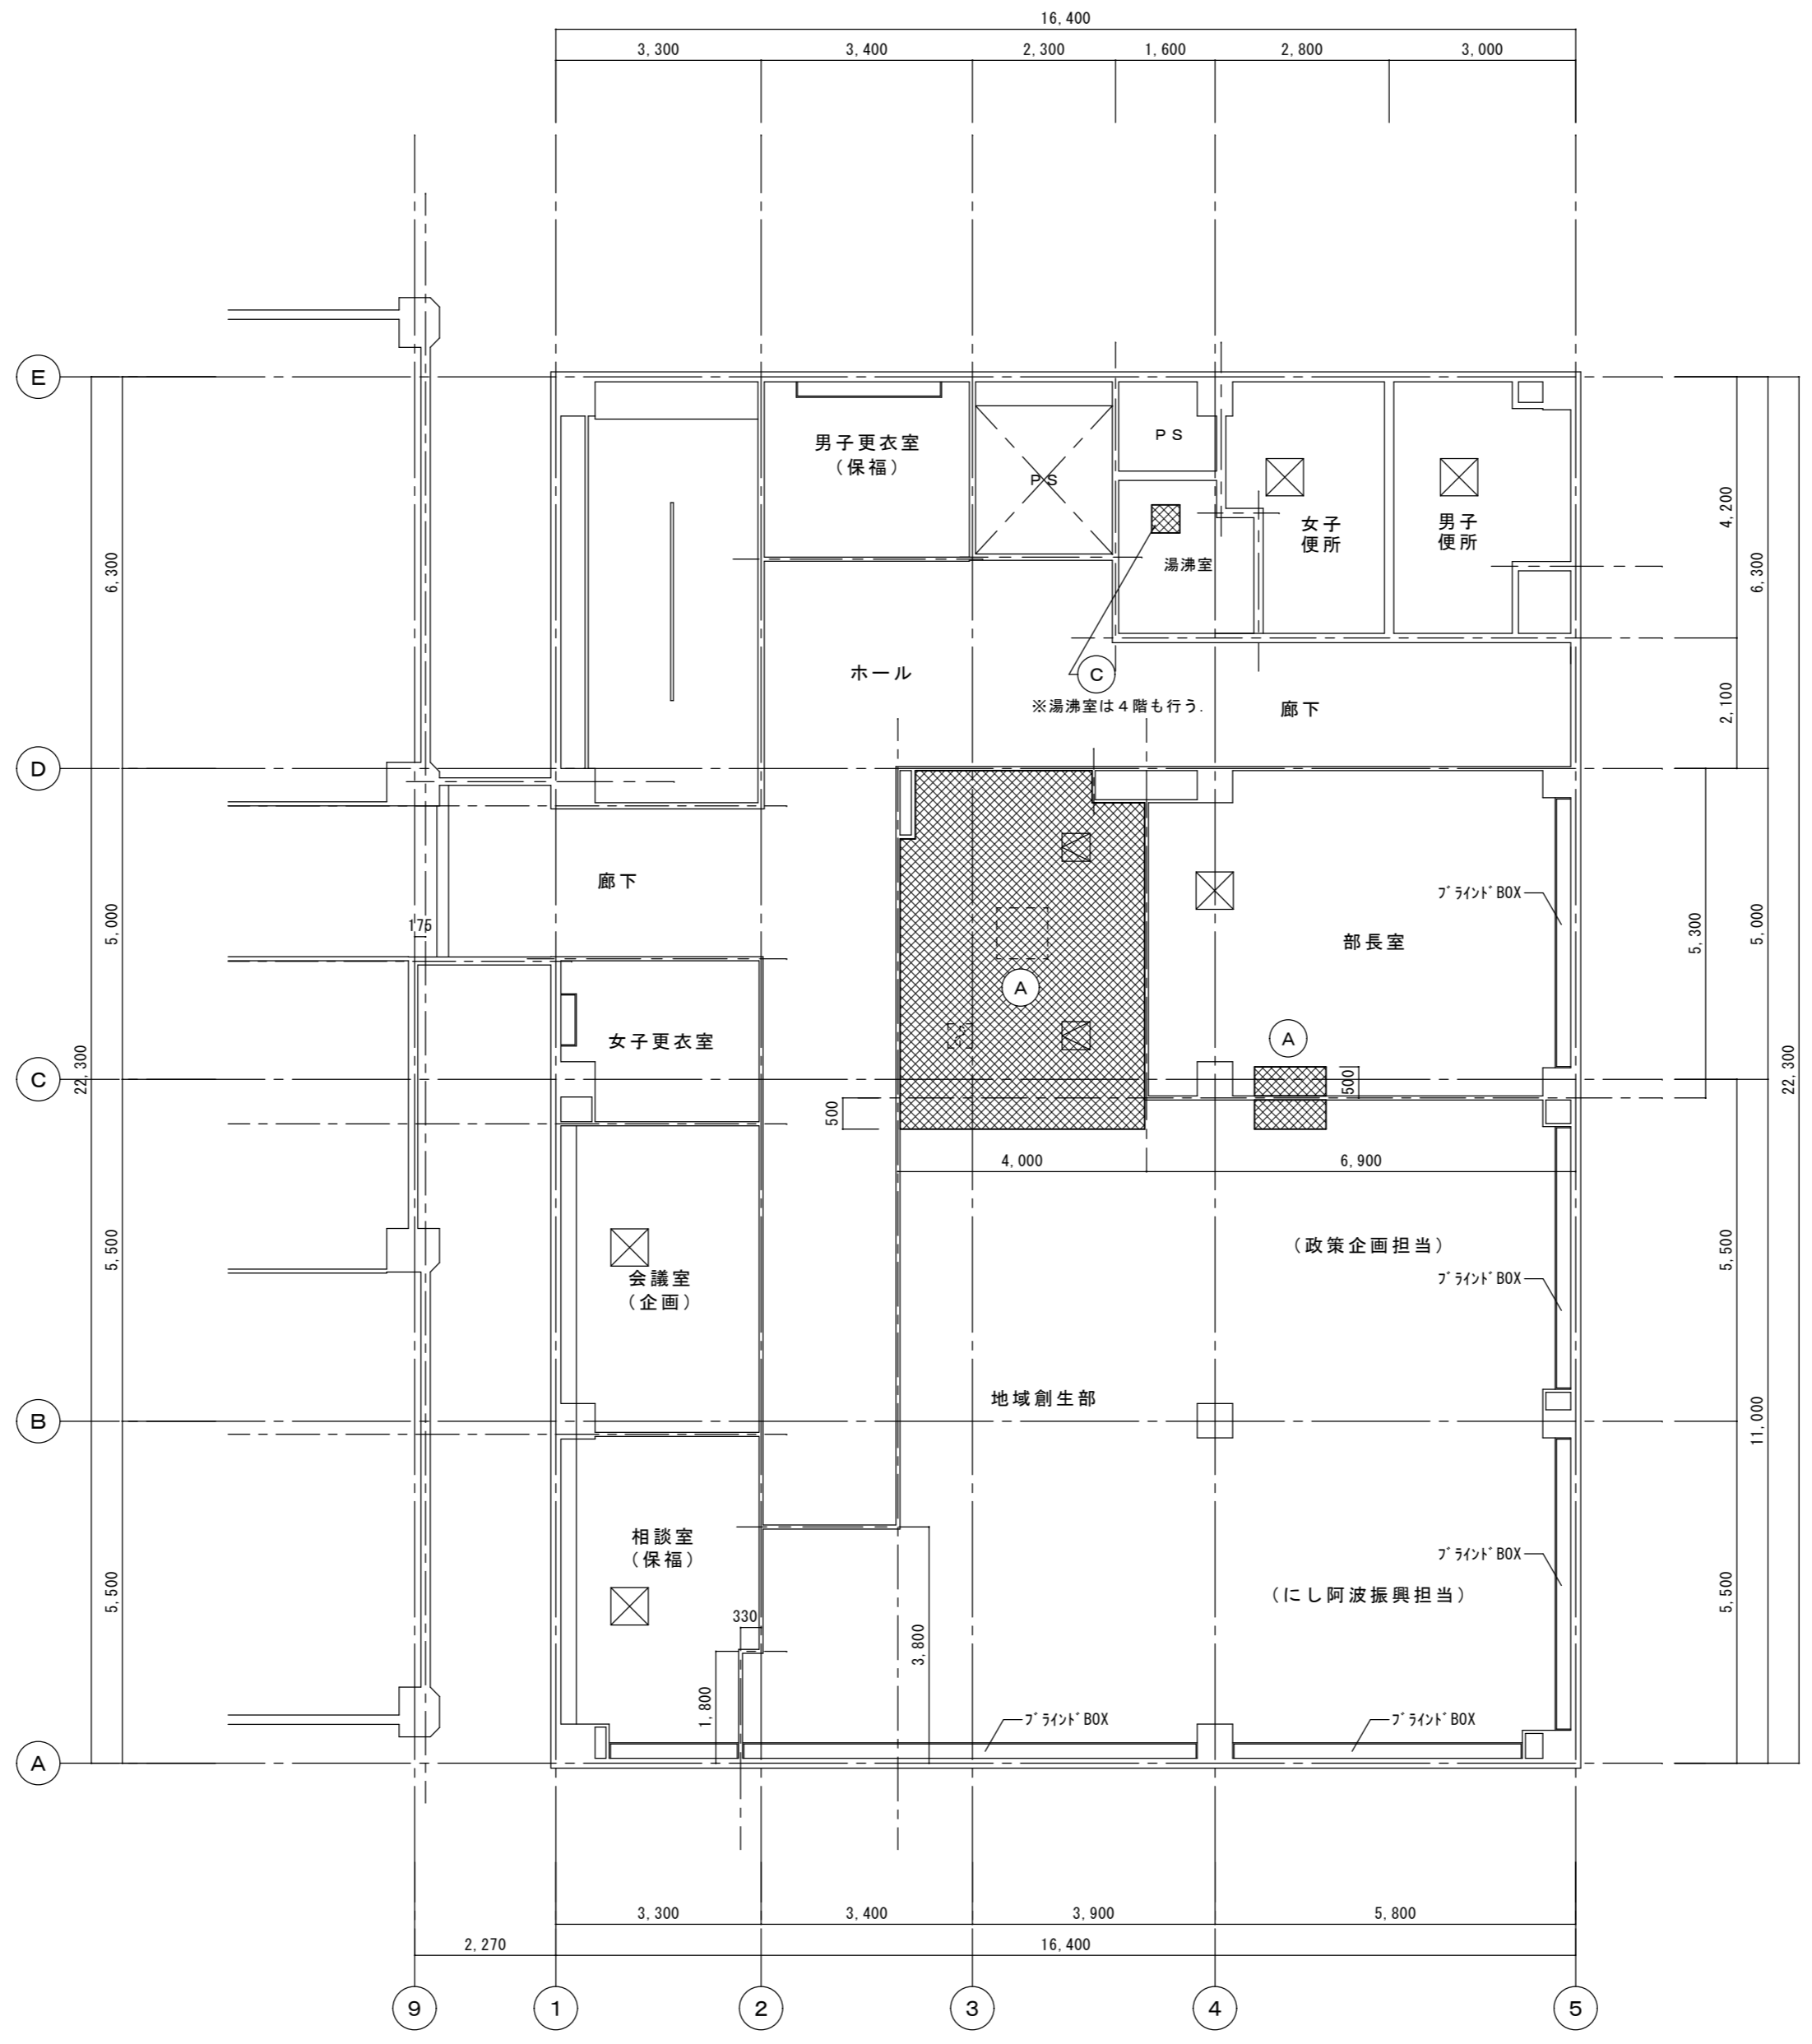 16,400
3,300
3,400
2,300
1,600
2,800
3,000
E
男子更衣室
（保福）
ＰＳ
ＰＳ
女子
便所
男子
便所
湯沸室
4,200
6,300
6,300
ホール
C
※湯沸室は４階も行う.
廊下
2,100
D
廊下
175
5,000
ﾌﾞﾗｲﾝﾄﾞBOX
部長室
5,300
5,000
A
A
女子更衣室
22,300
C
500
500
22,300
4,000
6,900
5,500
会議室
（企画）
（政策企画担当）
ﾌﾞﾗｲﾝﾄﾞBOX
5,500
地域創生部
B
11,000
相談室
（保福）
ﾌﾞﾗｲﾝﾄﾞBOX
（にし阿波振興担当）
5,500
5,500
330
3,800
1,800
ﾌﾞﾗｲﾝﾄﾞBOX
ﾌﾞﾗｲﾝﾄﾞBOX
A
3,300
3,400
3,900
5,800
2,270
16,400
9
1
2
3
4
5